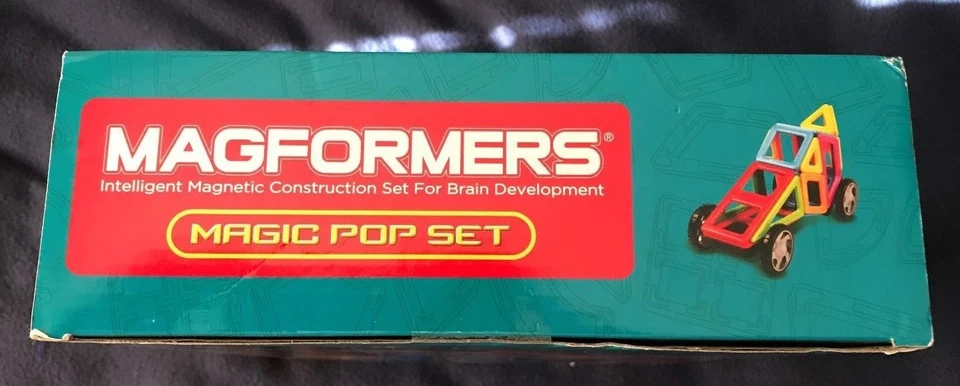 MAGFORMERS®
Intelligent Magnetic Construction Set For Brain Development
MAGIC POP SET